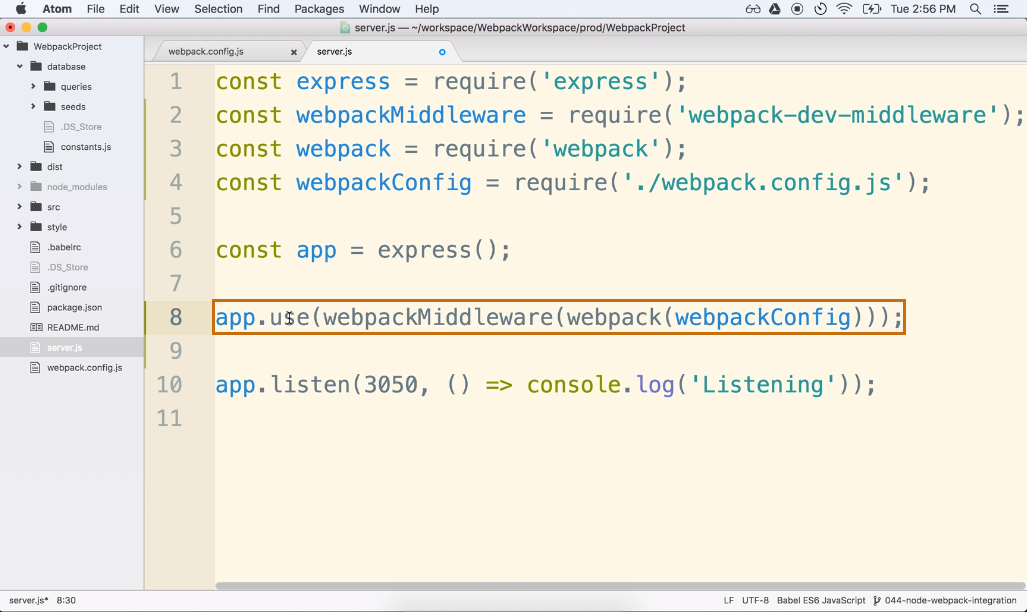 Atom File Edit View Selection Find Packages Window Help Tue 2:56 PM
server.js — ~/workspace/WebpackWorkspace/prod/WebpackProject
WebpackProject
database
queries
seeds
.DS_Store
constants.js
dist
node_modules
src
style
.babelrc
.DS_Store
.gitignore
package.json
README.md
server.js
webpack.config.js
webpack.config.js × server.js
1 const express = require('express');
2 const webpackMiddleware = require('webpack-dev-middleware');
3 const webpack = require('webpack');
4 const webpackConfig = require('./webpack.config.js');
5
6 const app = express();
7
8 app.use(webpackMiddleware(webpack(webpackConfig)));
9
10 app.listen(3050, () => console.log('Listening'));
11
server.js* 8:30 LF UTF-8 Babel ES6 JavaScript 044-node-webpack-integration